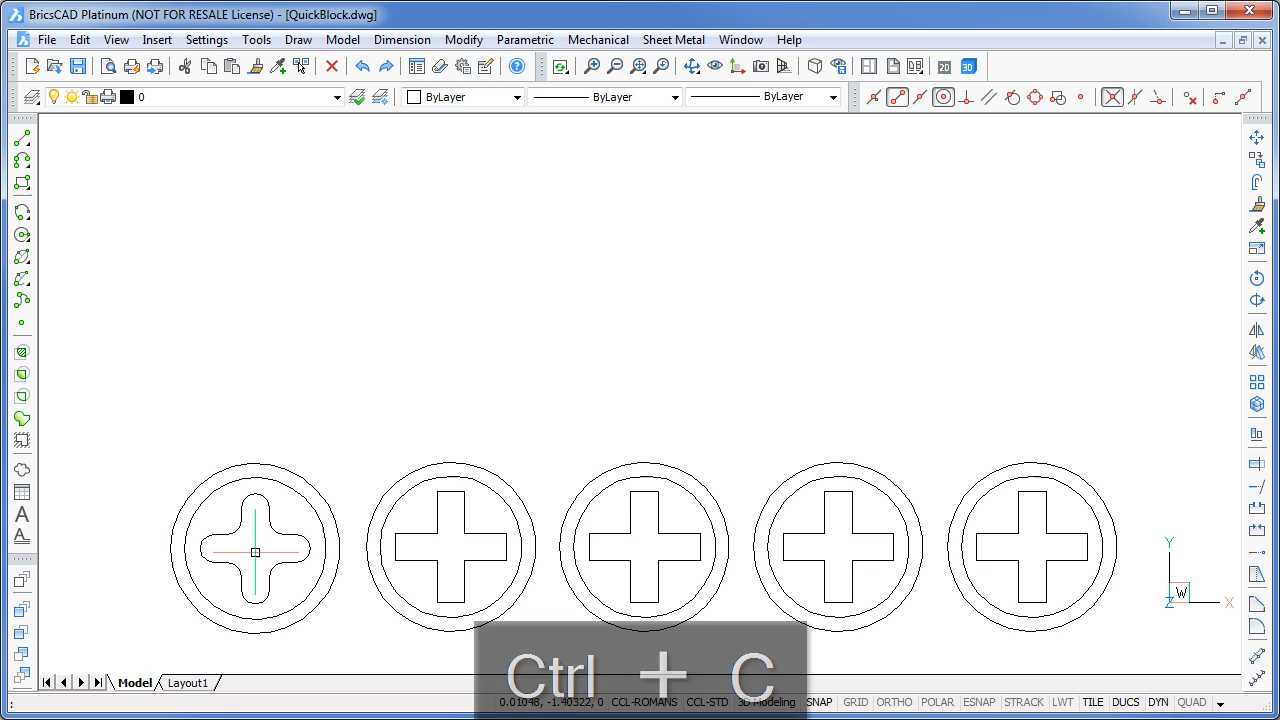 BricsCAD Platinum (NOT FOR RESALE License) - [QuickBlock.dwg]
File Edit View Insert Settings Tools Draw Model Dimension Modify Parametric Mechanical Sheet Metal Window Help
2D 3D
0 ByLayer ByLayer ByLayer
A
A
Y
W
Z X
Ctrl + C
Model Layout1
: 0.01048, -1.40322, 0 CCL-ROMANS CCL-STD 3D Modeling SNAP GRID ORTHO POLAR ESNAP STRACK LWT TILE DUCS DYN QUAD